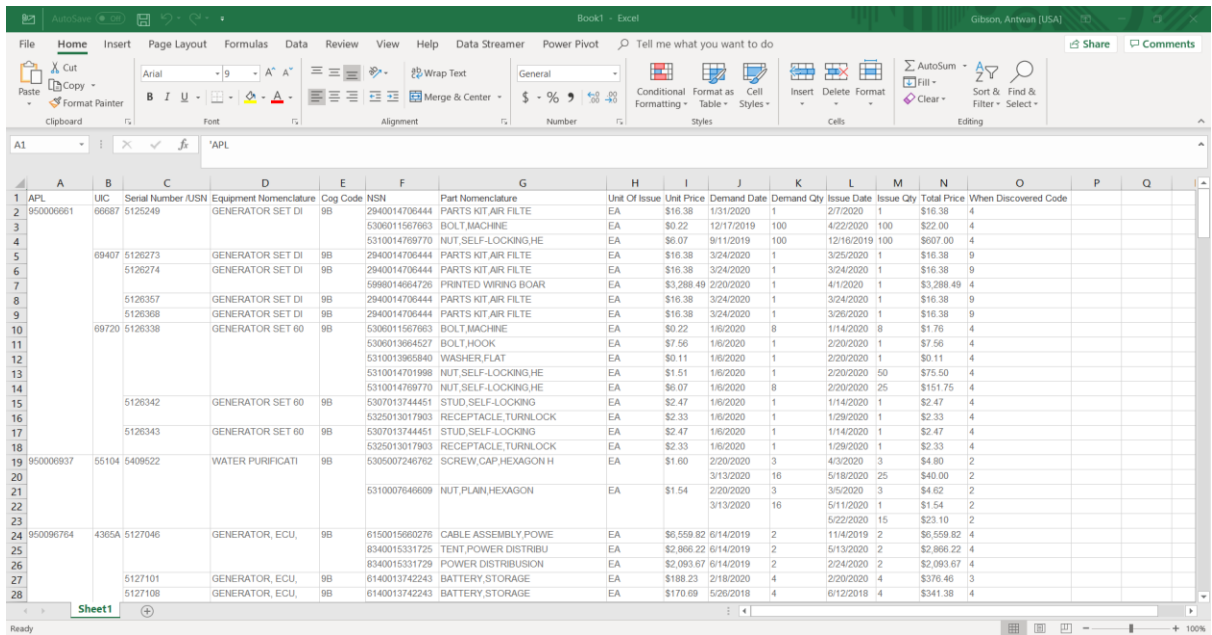 AutoSave Off Book1 - Excel Gibson, Antwan [USA]
File Home Insert Page Layout Formulas Data Review View Help Data Streamer Power Pivot Tell me what you want to do Share Comments
Paste Cut Copy Format Painter Clipboard
Arial 9 A A B I U A Font
Wrap Text Merge & Center Alignment
General $ % Number
Conditional Formatting Format as Table Cell Styles Styles
Insert Delete Format Cells
AutoSum Fill Clear Sort & Filter Find & Select Editing
A1 fx 'APL
A B C D E F G H I J K L M N O P Q
1 APL UIC Serial Number /USN Equipment Nomenclature Cog Code NSN Part Nomenclature Unit Of Issue Unit Price Demand Date Demand Qty Issue Date Issue Qty Total Price When Discovered Code
2 950006661 66687 5125249 GENERATOR SET DI 9B 2940014706444 PARTS KIT,AIR FILTE EA $16.38 1/31/2020 1 2/7/2020 1 $16.38 4
3 5306011567663 BOLT,MACHINE EA $0.22 12/17/2019 100 4/22/2020 100 $22.00 4
4 5310014769770 NUT,SELF-LOCKING,HE EA $6.07 9/11/2019 100 12/16/2019 100 $607.00 4
5 69407 5126273 GENERATOR SET DI 9B 2940014706444 PARTS KIT,AIR FILTE EA $16.38 3/24/2020 1 3/25/2020 1 $16.38 9
6 5126274 GENERATOR SET DI 9B 2940014706444 PARTS KIT,AIR FILTE EA $16.38 3/24/2020 1 3/24/2020 1 $16.38 9
7 5998014664726 PRINTED WIRING BOAR EA $3,288.49 2/20/2020 1 4/1/2020 1 $3,288.49 4
8 5126357 GENERATOR SET DI 9B 2940014706444 PARTS KIT,AIR FILTE EA $16.38 3/24/2020 1 3/24/2020 1 $16.38 9
9 5126368 GENERATOR SET DI 9B 2940014706444 PARTS KIT,AIR FILTE EA $16.38 3/24/2020 1 3/26/2020 1 $16.38 9
10 69720 5126338 GENERATOR SET 60 9B 5306011567663 BOLT,MACHINE EA $0.22 1/6/2020 8 1/14/2020 8 $1.76 4
11 5306013664527 BOLT,HOOK EA $7.56 1/6/2020 1 2/20/2020 1 $7.56 4
12 5310013965840 WASHER,FLAT EA $0.11 1/6/2020 1 2/20/2020 1 $0.11 4
13 5310014701998 NUT,SELF-LOCKING,HE EA $1.51 1/6/2020 1 2/20/2020 50 $75.50 4
14 5310014769770 NUT,SELF-LOCKING,HE EA $6.07 1/6/2020 8 2/20/2020 25 $151.75 4
15 5126342 GENERATOR SET 60 9B 5307013744451 STUD,SELF-LOCKING EA $2.47 1/6/2020 1 1/14/2020 1 $2.47 4
16 5325013017903 RECEPTACLE,TURNLOCK EA $2.33 1/6/2020 1 1/29/2020 1 $2.33 4
17 5126343 GENERATOR SET 60 9B 5307013744451 STUD,SELF-LOCKING EA $2.47 1/6/2020 1 1/14/2020 1 $2.47 4
18 5325013017903 RECEPTACLE,TURNLOCK EA $2.33 1/6/2020 1 1/29/2020 1 $2.33 4
19 950006937 55104 5409522 WATER PURIFICATI 9B 5305007246762 SCREW,CAP,HEXAGON H EA $1.60 2/20/2020 3 4/3/2020 3 $4.80 2
20 3/13/2020 16 5/18/2020 25 $40.00 2
21 5310007646609 NUT,PLAIN,HEXAGON EA $1.54 2/20/2020 3 3/5/2020 3 $4.62 2
22 3/13/2020 16 5/11/2020 1 $1.54 2
23 5/22/2020 15 $23.10 2
24 950096764 4365A 5127046 GENERATOR, ECU, 9B 6150015660276 CABLE ASSEMBLY,POWE EA $6,559.82 6/14/2019 2 11/4/2019 2 $6,559.82 4
25 8340015331725 TENT,POWER DISTRIBU EA $2,866.22 6/14/2019 2 5/13/2020 2 $2,866.22 4
26 8340015331729 POWER DISTRIBUSION EA $2,093.67 6/14/2019 2 2/24/2020 2 $2,093.67 4
27 5127101 GENERATOR, ECU, 9B 6140013742243 BATTERY,STORAGE EA $188.23 2/18/2020 4 2/20/2020 4 $376.46 3
28 5127108 GENERATOR, ECU, 9B 6140013742243 BATTERY,STORAGE EA $170.69 5/26/2018 4 6/12/2018 4 $341.38 4
Sheet1
Ready 100%